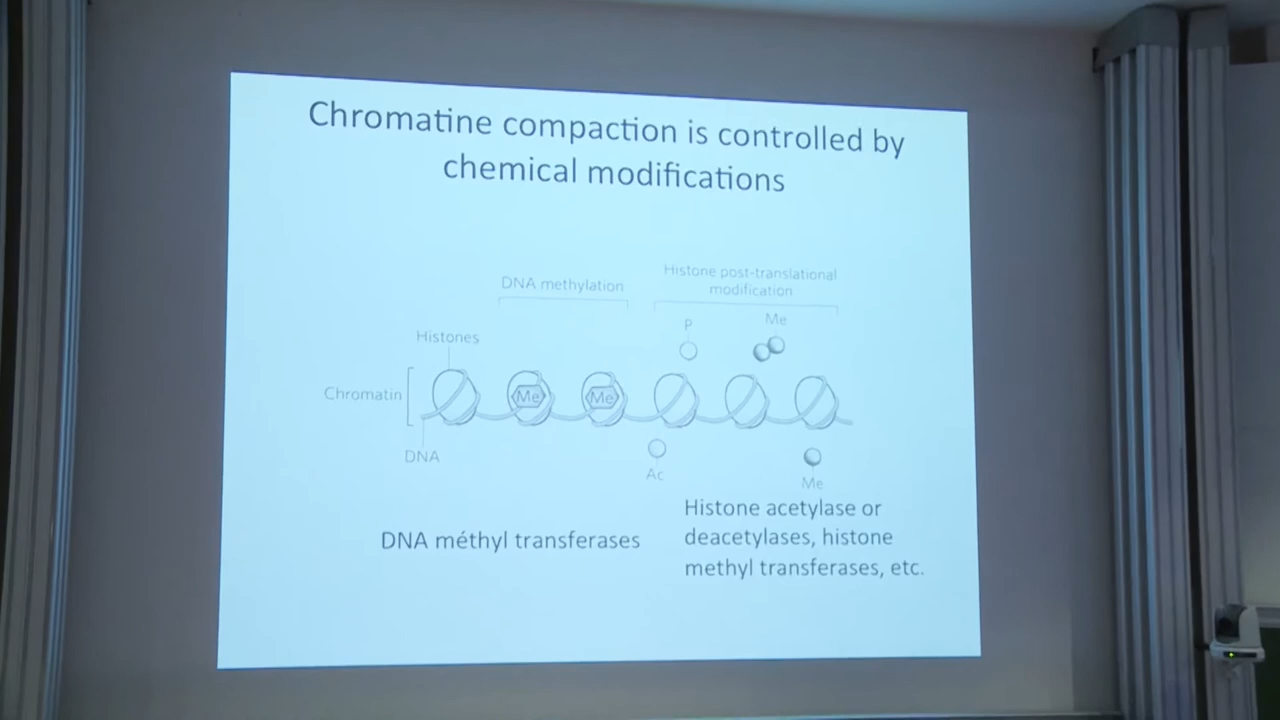 Chromatine compaction is controlled by
chemical modifications
DNA methylation
Histone post-translational
modification
P
Me
Histones
Chromatin
Me
Me
DNA
Ac
Me
DNA méthyl transferases
Histone acetylase or
deacetylases, histone
methyl transferases, etc.